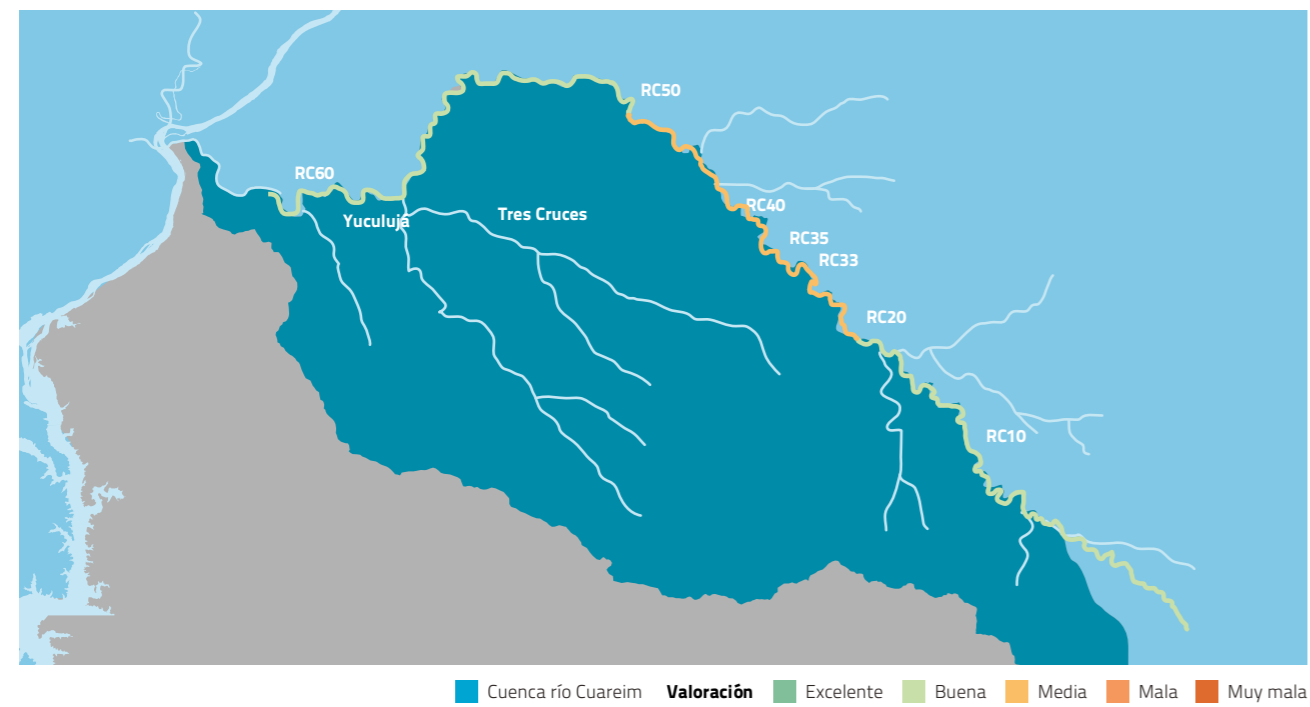 RC50
RC60
RC40
Yuculujá
Tres Cruces
RC35
RC33
RC20
RC10
Cuenca río Cuareim Valoración Excelente Buena Media Mala Muy mala